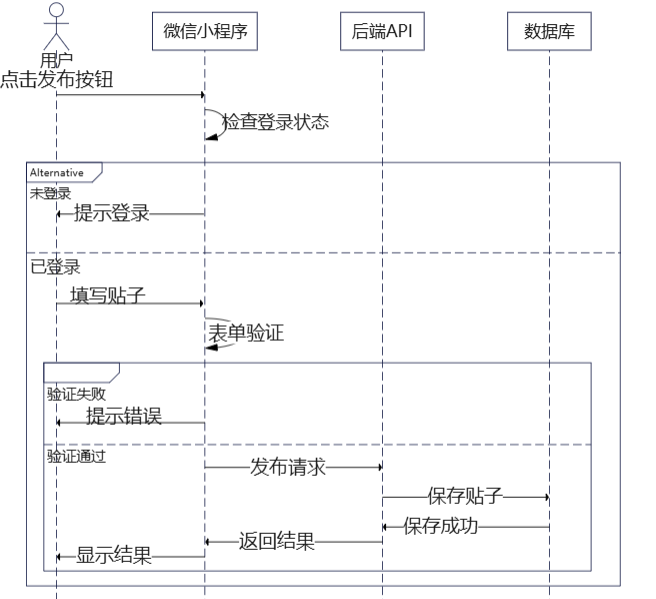 微信小程序
后端API
数据库
用户
点击发布按钮
检查登录状态
Alternative
未登录
提示登录
已登录
填写贴子
表单验证
验证失败
提示错误
验证通过
发布请求
保存贴子
保存成功
返回结果
显示结果